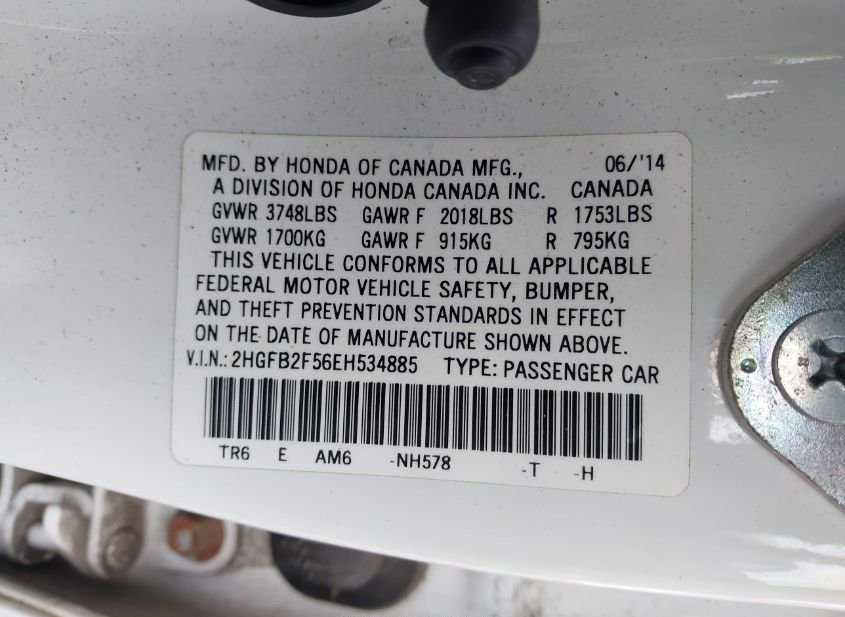 MFD. BY HONDA OF CANADA MFG., 06/'14
A DIVISION OF HONDA CANADA INC. CANADA
GVWR 3748LBS GAWR F 2018LBS R 1753LBS
GVWR 1700KG GAWR F 915KG R 795KG
THIS VEHICLE CONFORMS TO ALL APPLICABLE
FEDERAL MOTOR VEHICLE SAFETY, BUMPER,
AND THEFT PREVENTION STANDARDS IN EFFECT
ON THE DATE OF MANUFACTURE SHOWN ABOVE.
V.I.N.: 2HGFB2F56EH534885 TYPE: PASSENGER CAR
TR6 E AM6 -NH578 -T -H